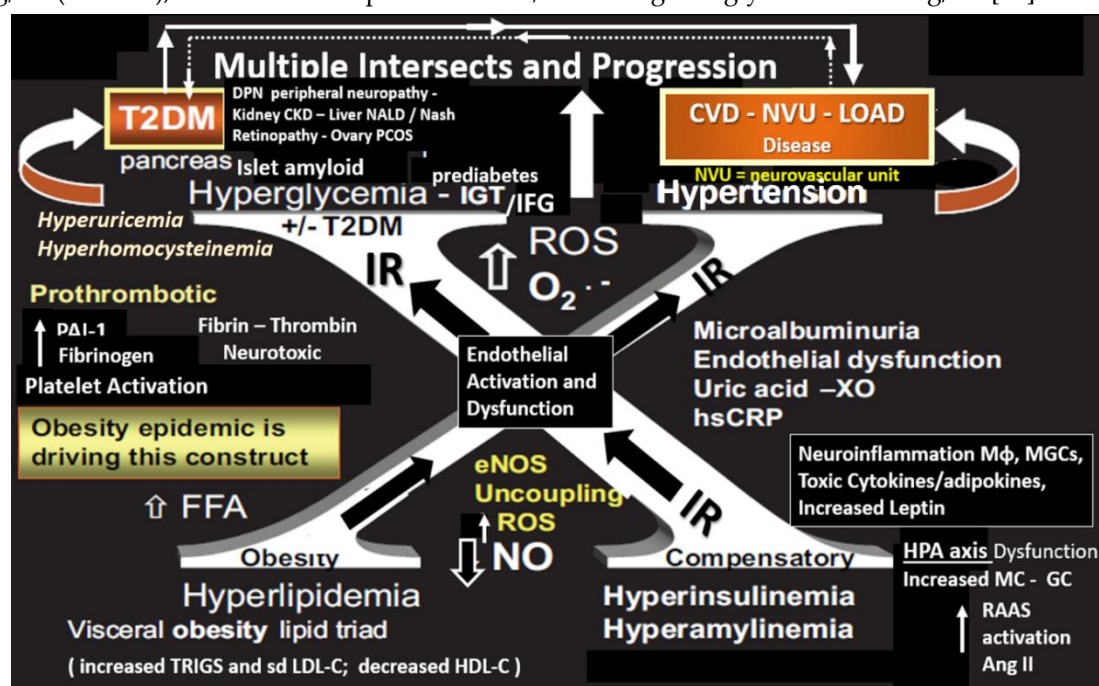 Multiple Intersects and Progression
T2DM
DPN peripheral neuropathy -
Kidney CKD – Liver NALD / Nash
Retinopathy - Ovary PCOS
CVD - NVU - LOAD
Disease
pancreas Islet amyloid
prediabetes
NVU = neurovascular unit
Hyperglycemia - IGT
/IFG
Hypertension
+/- T2DM
Hyperuricemia
Hyperhomocysteinemia
IR
ROS
O2 · -
IR
Prothrombotic
PAI-1
Fibrinogen
Fibrin – Thrombin
Neurotoxic
Platelet Activation
Endothelial
Activation and
Dysfunction
Microalbuminuria
Endothelial dysfunction
Uric acid –XO
hsCRP
Obesity epidemic is
driving this construct
⇧ FFA
eNOS
Uncoupling
ROS
NO
IR
Neuroinflammation Mϕ, MGCs,
Toxic Cytokines/adipokines,
Increased Leptin
Obesity
Hyperlipidemia
Visceral obesity lipid triad
( increased TRIGS and sd LDL-C; decreased HDL-C )
Compensatory
Hyperinsulinemia
Hyperamylinemia
HPA axis Dysfunction
Increased MC - GC
RAAS
activation
Ang II